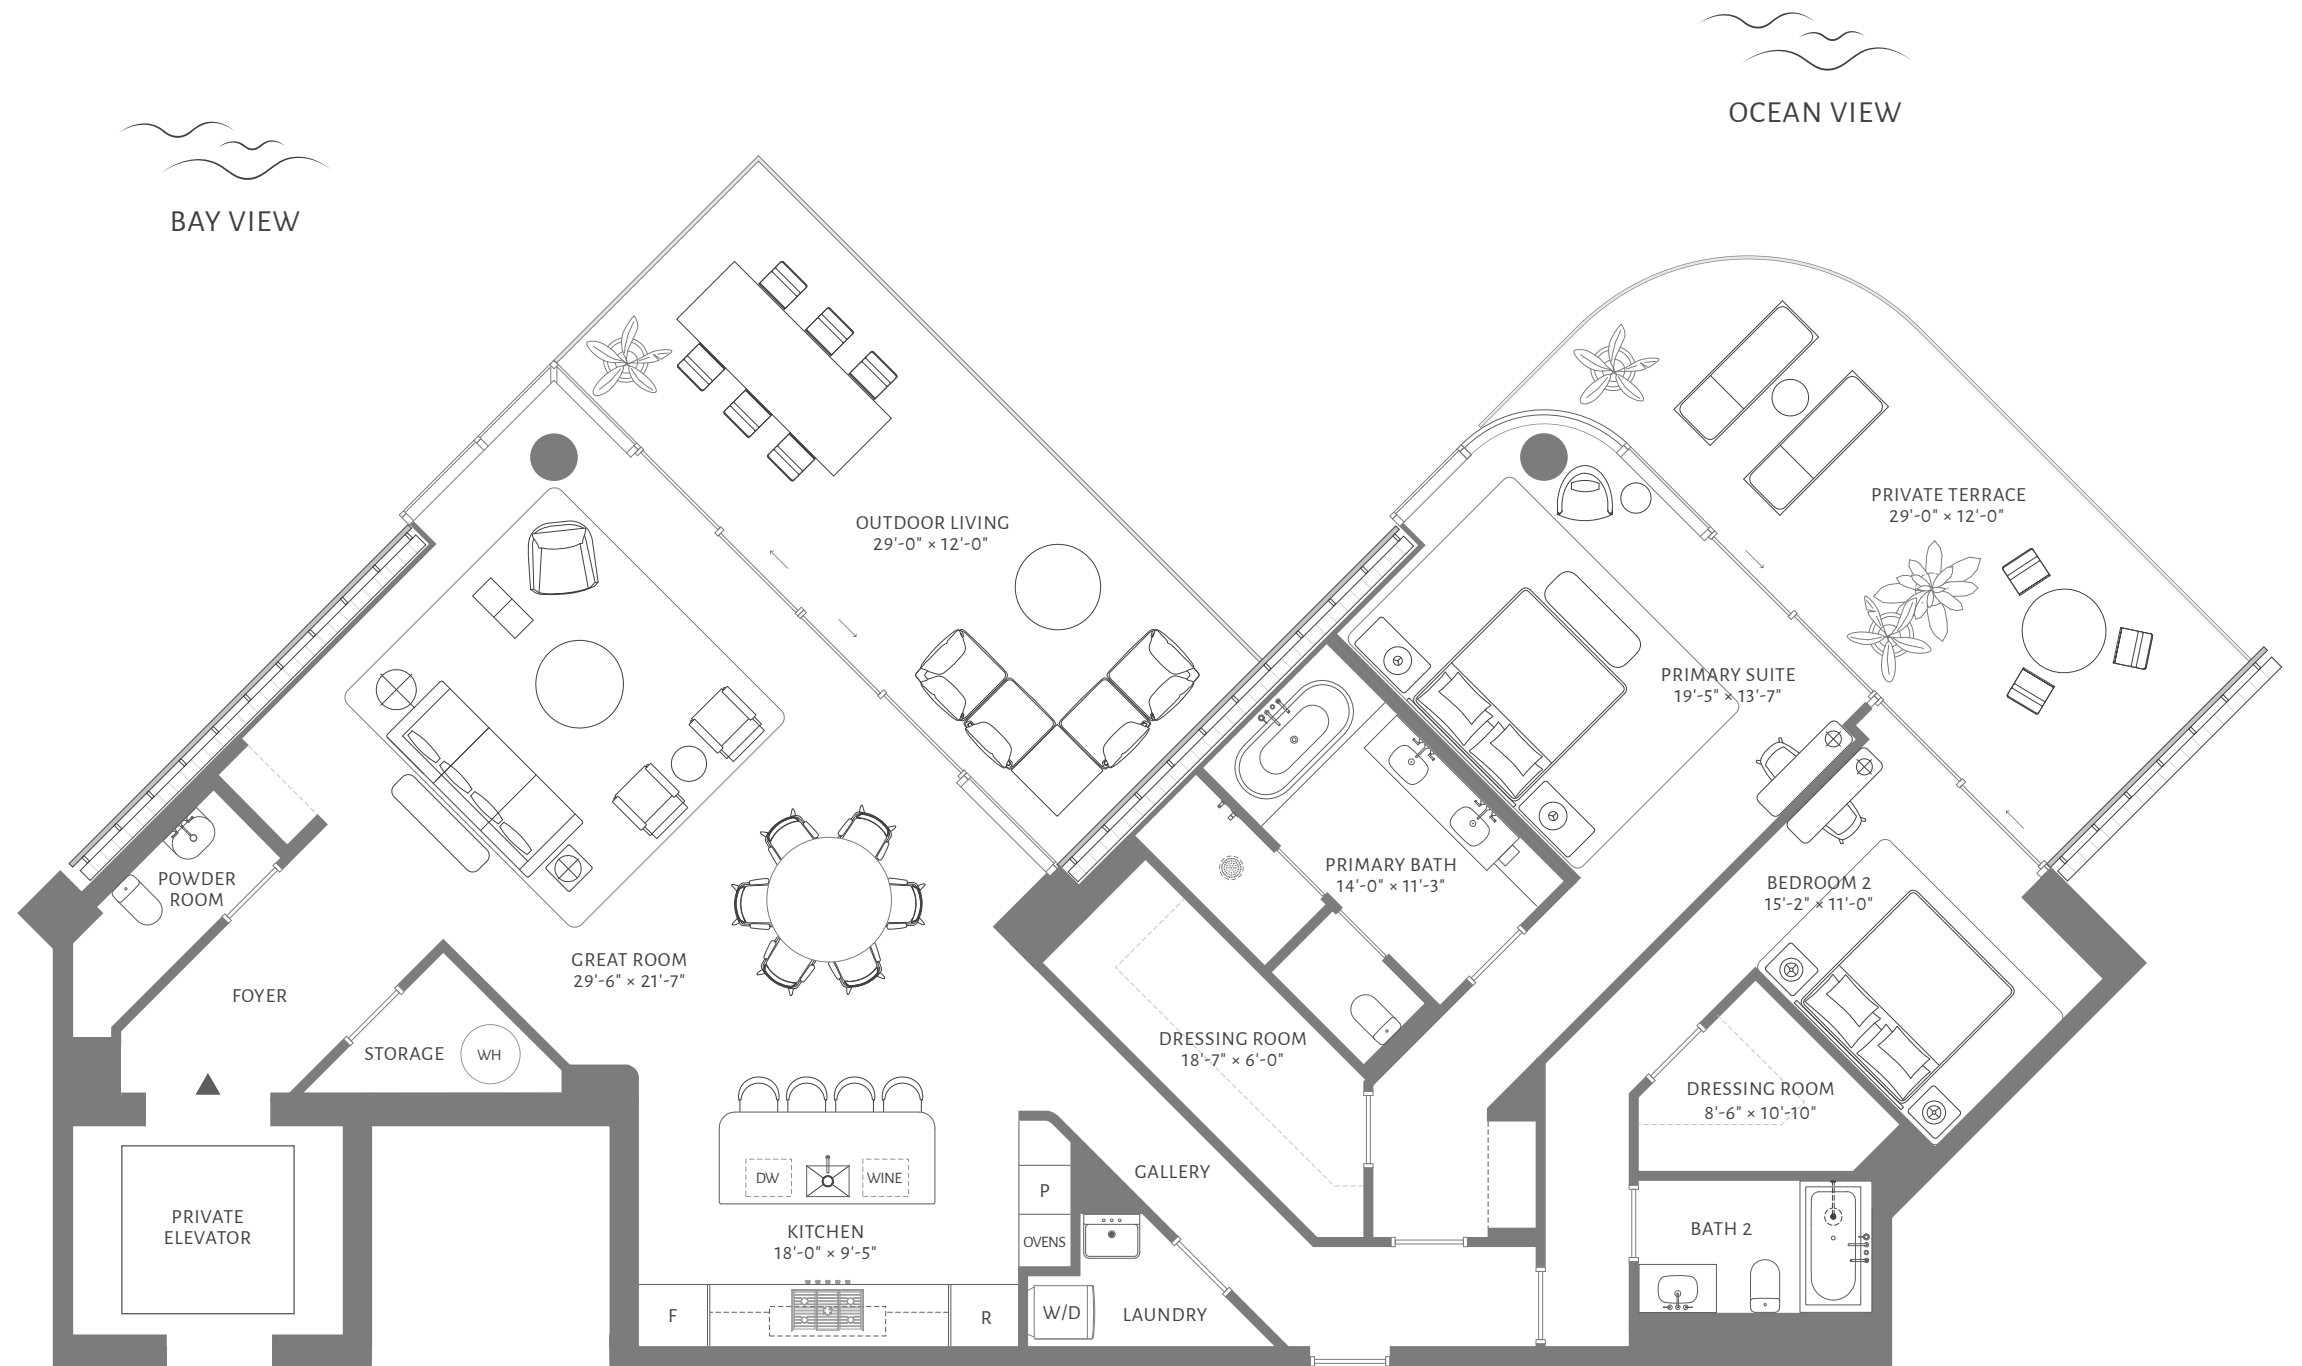 OCEAN VIEW
BAY VIEW
OUTDOOR LIVING
29'-0" × 12'-0"
PRIVATE TERRACE
29'-0" × 12'-0"
PRIMARY SUITE
19'-5" × 13'-7"
POWDER
ROOM
PRIMARY BATH
14'-0" × 11'-3"
BEDROOM 2
15'-2" × 11'-0"
GREAT ROOM
29'-6" × 21'-7"
FOYER
STORAGE
WH
DRESSING ROOM
18'-7" × 6'-0"
DRESSING ROOM
8'-6" × 10'-10"
GALLERY
DW
WINE
P
PRIVATE
ELEVATOR
KITCHEN
18'-0" × 9'-5"
OVENS
BATH 2
F
R
W/D
LAUNDRY